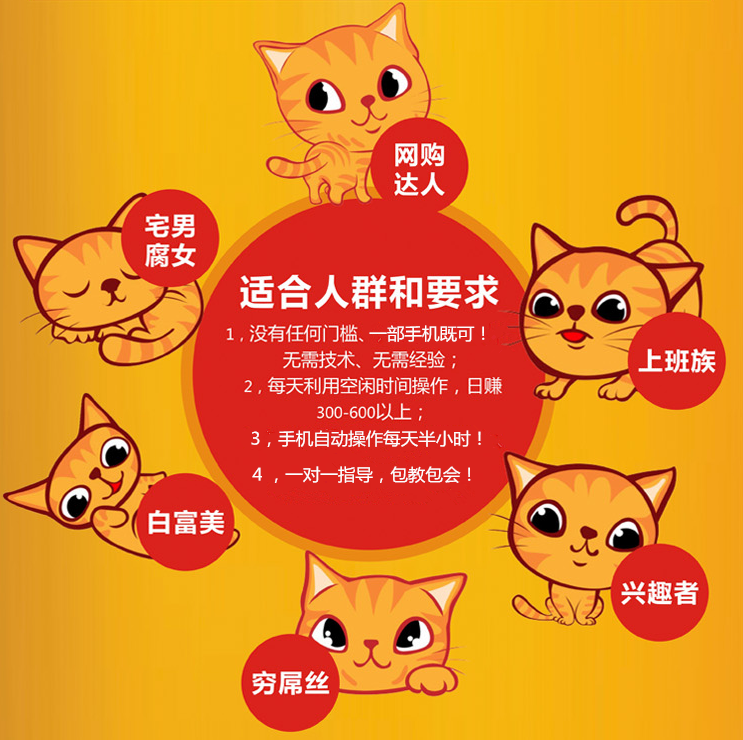 网购
达人
宅男
腐女
适合人群和要求
1，没有任何门槛、一部手机既可！
无需技术、无需经验；
2，每天利用空闲时间操作，日赚
300-600以上；
3，手机自动操作每天半小时！
4，一对一指导，包教包会！
上班族
白富美
兴趣者
穷屌丝